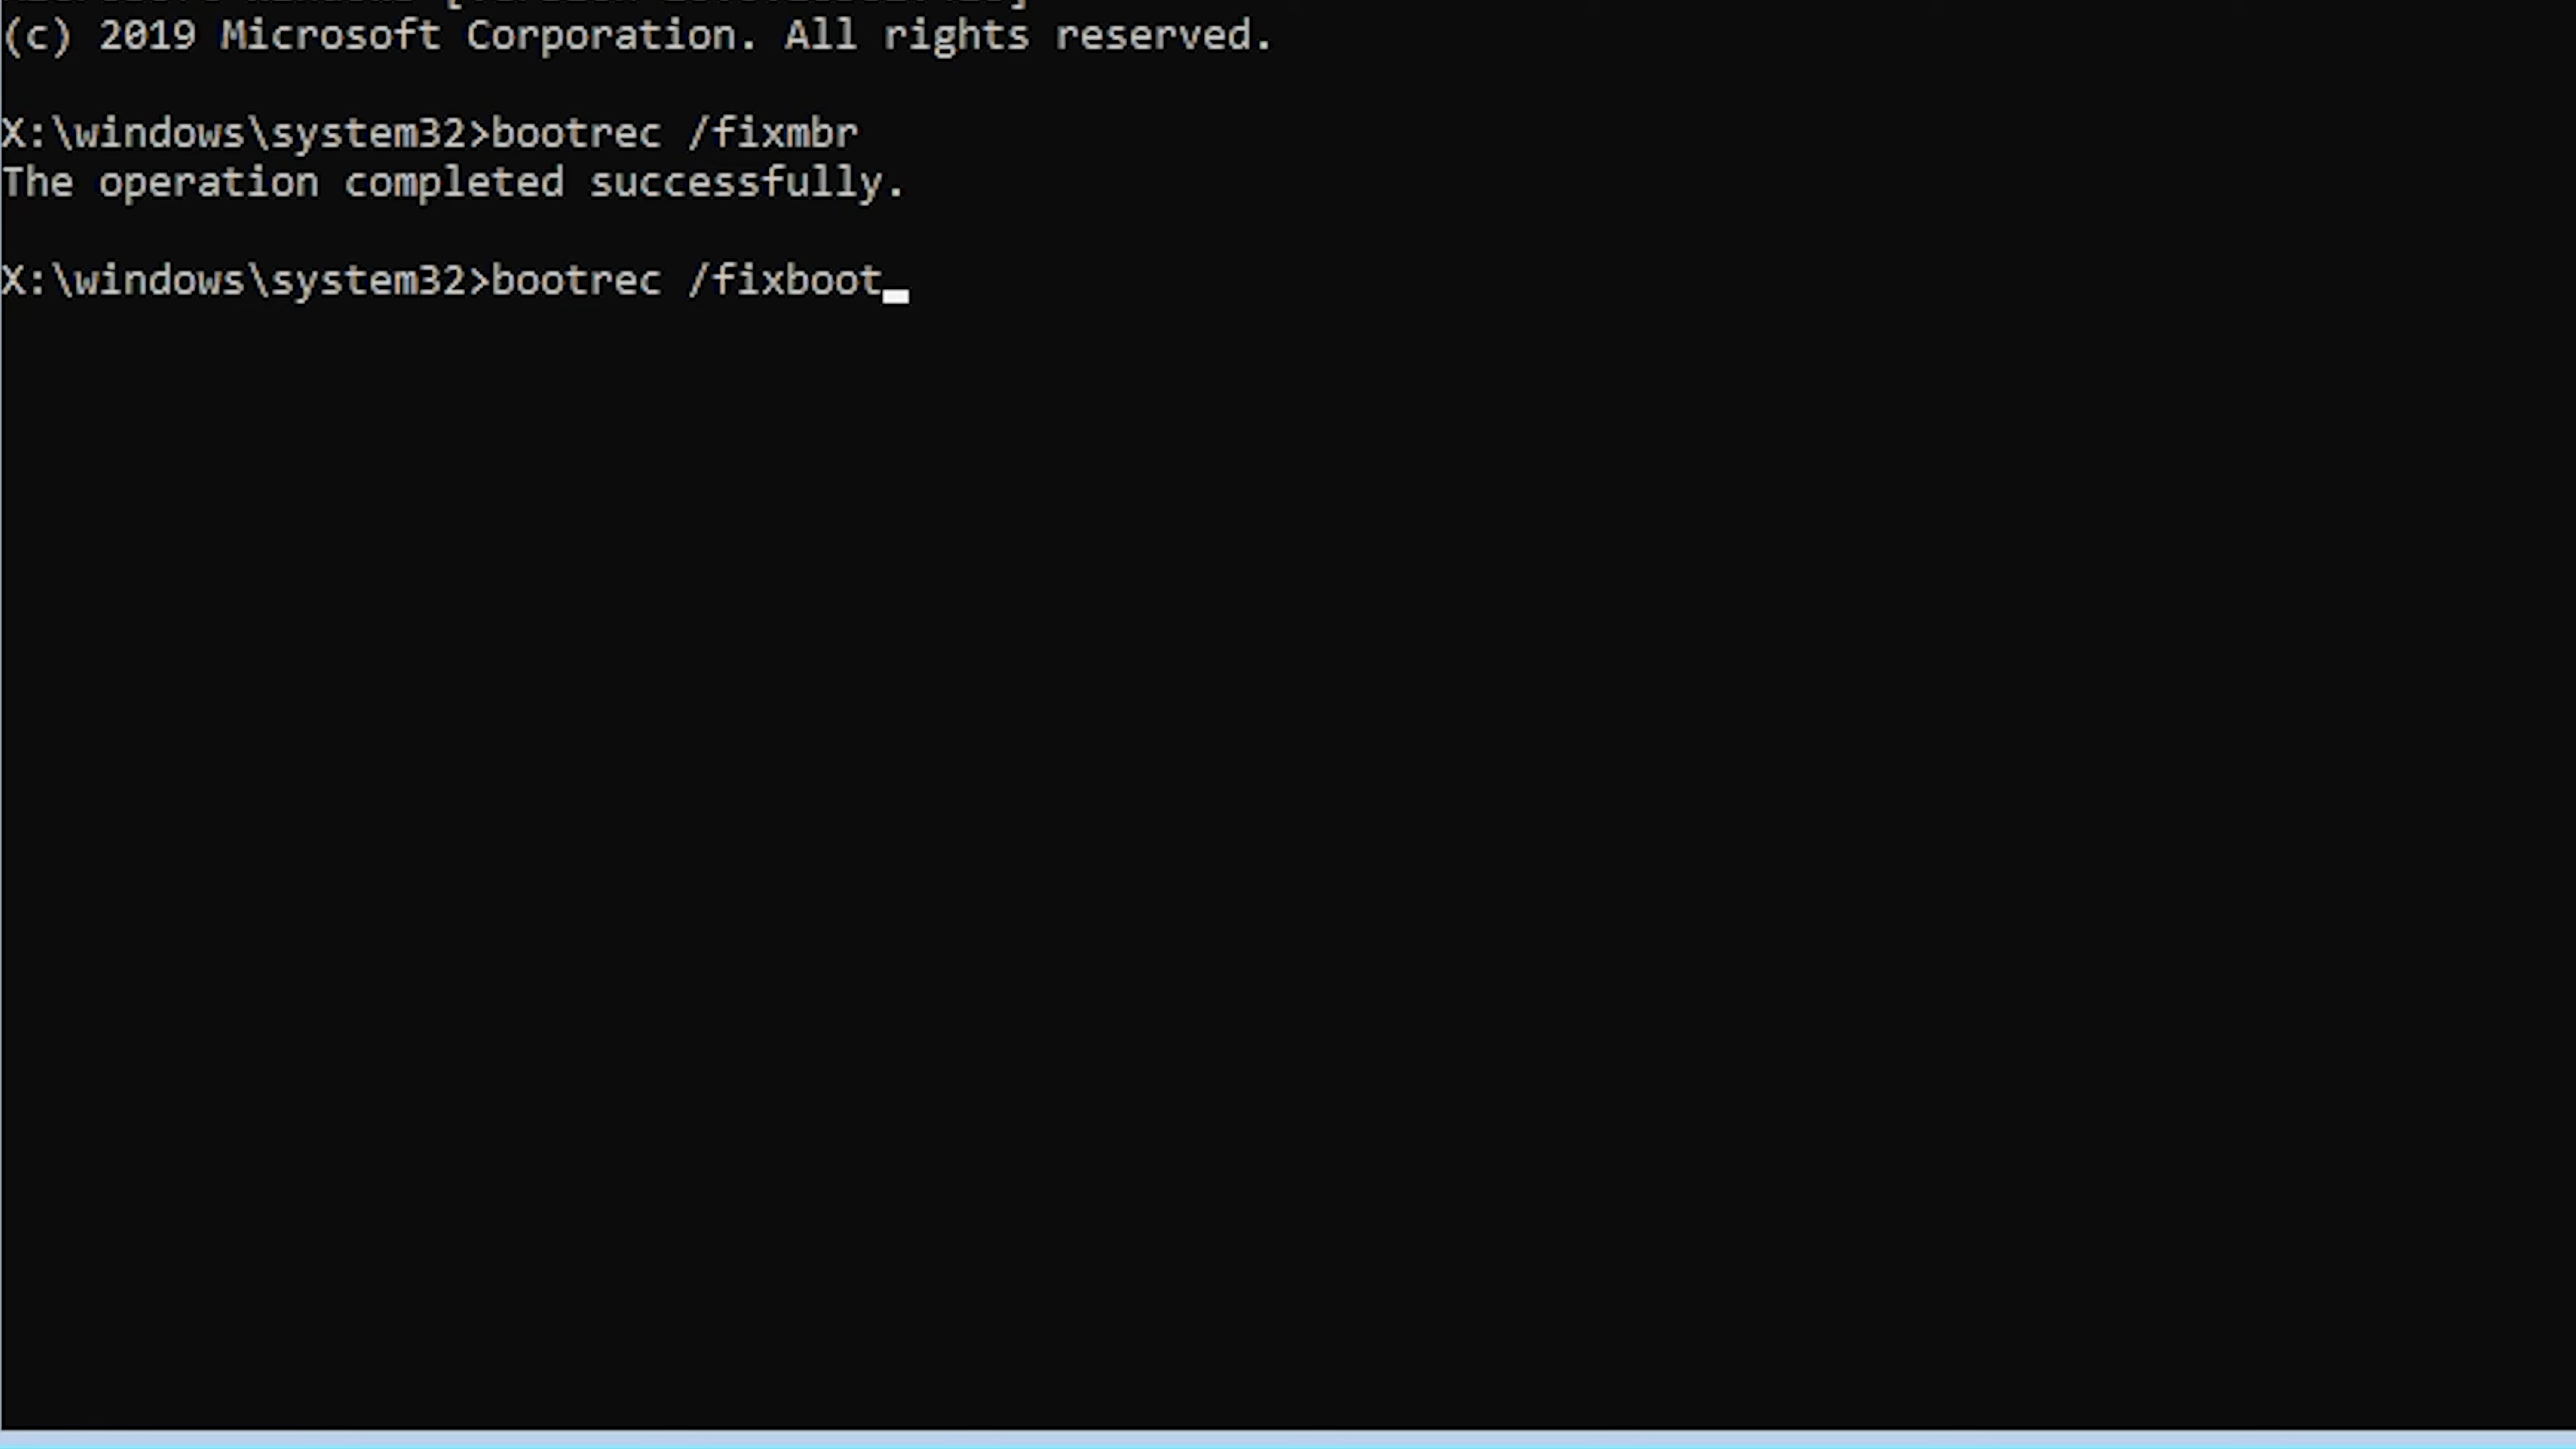 (c) 2019 Microsoft Corporation. All rights reserved.
X:\windows\system32>bootrec /fixmbr
The operation completed successfully.
X:\windows\system32>bootrec /fixboot